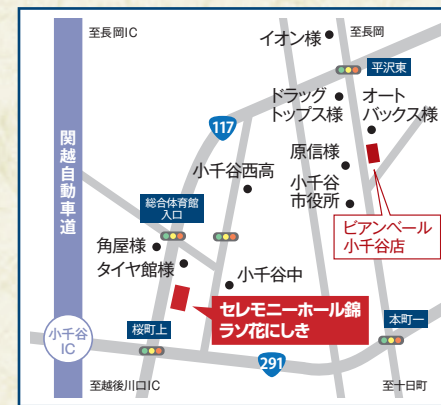 至長岡IC
イオン様
至長岡
平沢東
ドラッグ
トップス様
オート
バックス様
117
関越自動車道
原信様
小千谷西高
小千谷
市役所
総合体育館
入口
ビアンベール
小千谷店
角屋様
タイヤ館様
小千谷中
セレモニーホール錦
ラソ花にしき
小千谷
IC
桜町上
本町一
291
至越後川口IC
至十日町